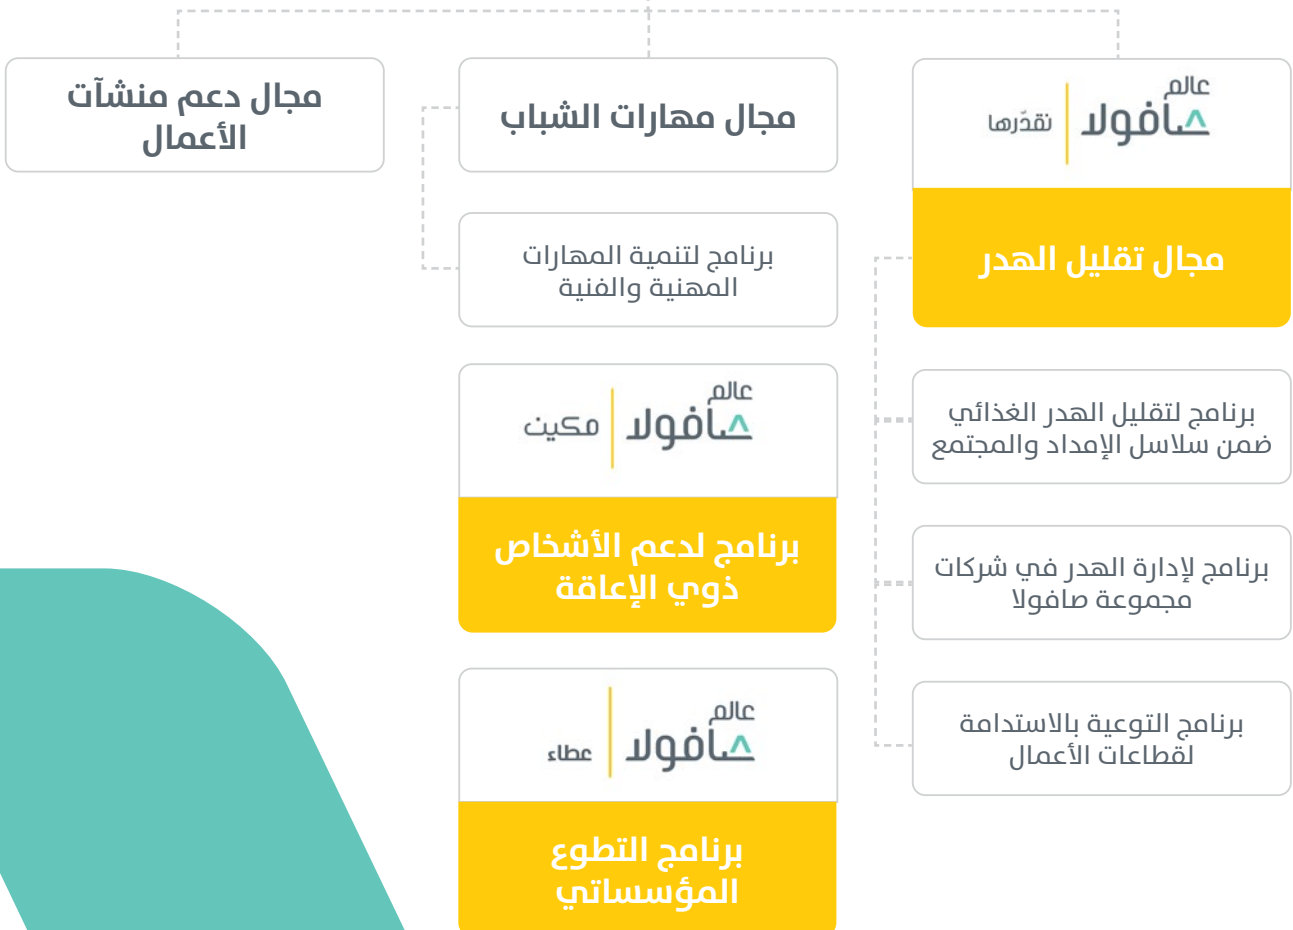 عالم
صافولا
نقدّرها
مجال تقليل الهدر
برنامج لتقليل الهدر الغذائي
ضمن سلاسل الإمداد والمجتمع
برنامج لإدارة الهدر في شركات
مجموعة صافولا
برنامج التوعية بالاستدامة
لقطاعات الأعمال
مجال مهارات الشباب
برنامج لتنمية المهارات
المهنية والفنية
عالم
صافولا
مكين
برنامج لدعم الأشخاص
ذوي الإعاقة
عالم
صافولا
عطاء
برنامج التطوع
المؤسساتي
مجال دعم منشآت
الأعمال